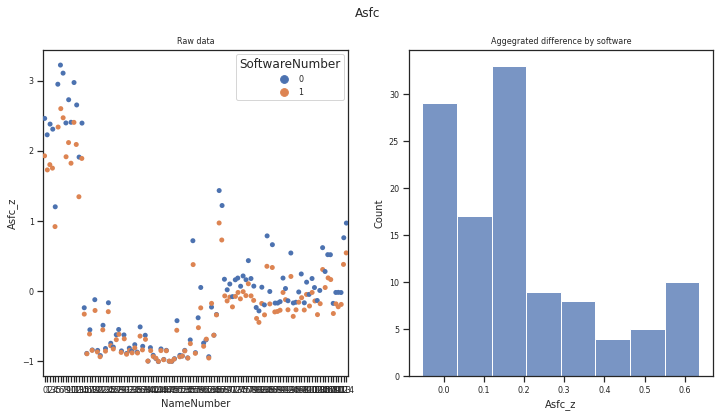 Asfc
Raw data
Aggegrated difference by software
SoftwareNumber
0
1
3
2
1
0
−1
Asfc_z
NameNumber
30
25
20
15
10
5
0
Count
0.0 0.1 0.2 0.3 0.4 0.5 0.6
Asfc_z